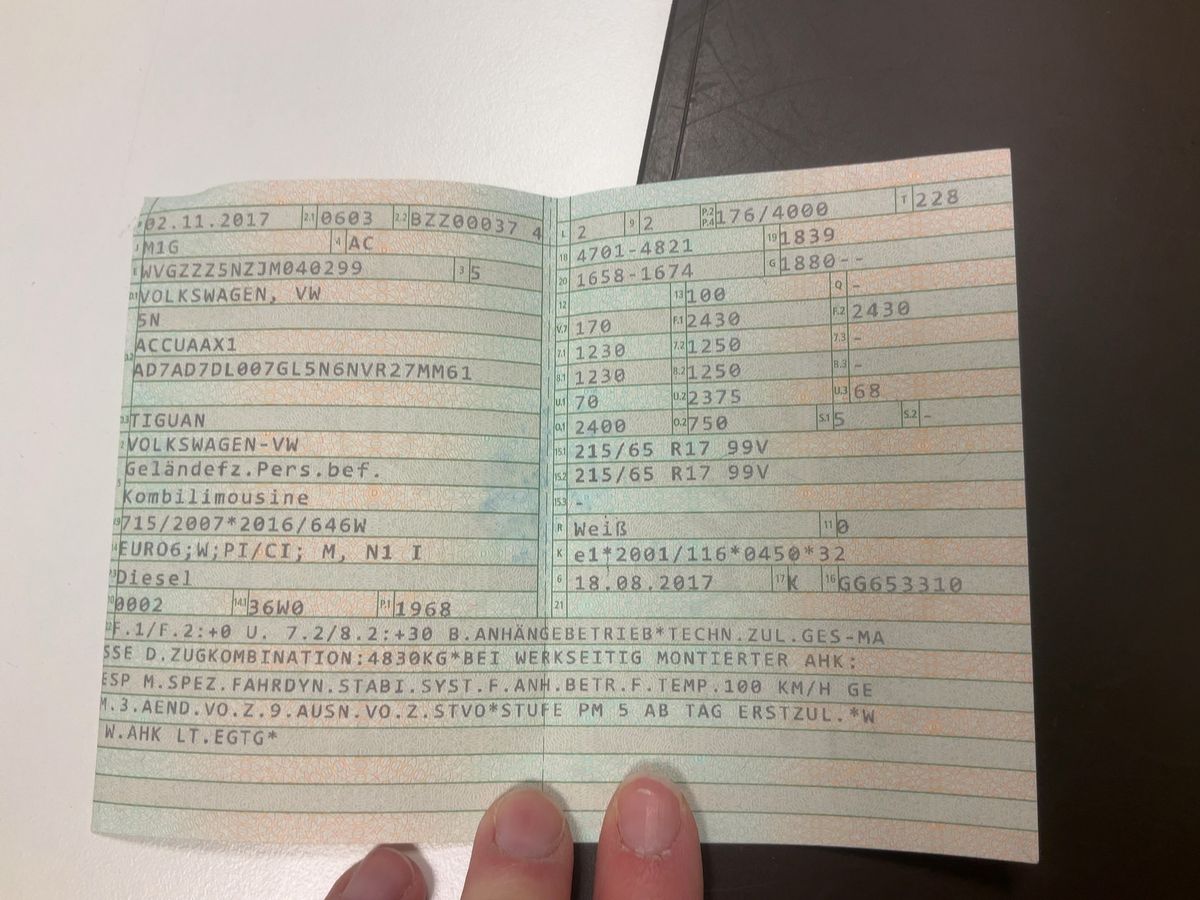 02.11.2017 2.1 0603 2.2 BZZ00037 4
J M1G 4 AC
E WVGZZZ5NZJM040299 3 5
D.1 VOLKSWAGEN, VW
5N
D.2 ACCUAAX1
AD7AD7DL007GL5N6NVR27MM61
D.3 TIGUAN
2 VOLKSWAGEN-VW
Geländefz.Pers.bef.
5 Kombilimousine
715/2007*2016/646W
14 EURO6;W;PI/CI; M, N1 I
P.3 Diesel
10 0002 14.1 36W0 P.1 1968
L 2 9 2 P.2 P.4 176/4000 T 228
18 4701-4821 19 1839
20 1658-1674 G 1880--
12 13 100 Q -
V.7 170 F.1 2430 F.2 2430
7.1 1230 7.2 1250 7.3 -
8.1 1230 8.2 1250 8.3 -
U.1 70 U.2 2375 U.3 68
O.1 2400 O.2 750 S.1 5 S.2 -
15.1 215/65 R17 99V
15.2 215/65 R17 99V
15.3 -
R Weiß 11 0
K e1*2001/116*0450*32
6 18.08.2017 17 K 16 GG653310
21
22 F.1/F.2:+0 U. 7.2/8.2:+30 B.ANHÄNGEBETRIEB*TECHN.ZUL.GES-MA
SSE D.ZUGKOMBINATION:4830KG*BEI WERKSEITIG MONTIERTER AHK:
ESP M.SPEZ.FAHRDYN.STABI.SYST.F.ANH.BETR.F.TEMP.100 KM/H GE
M.3.AEND.VO.Z.9.AUSN.VO.Z.STVO*STUFE PM 5 AB TAG ERSTZUL.*W
W.AHK LT.EGTG*